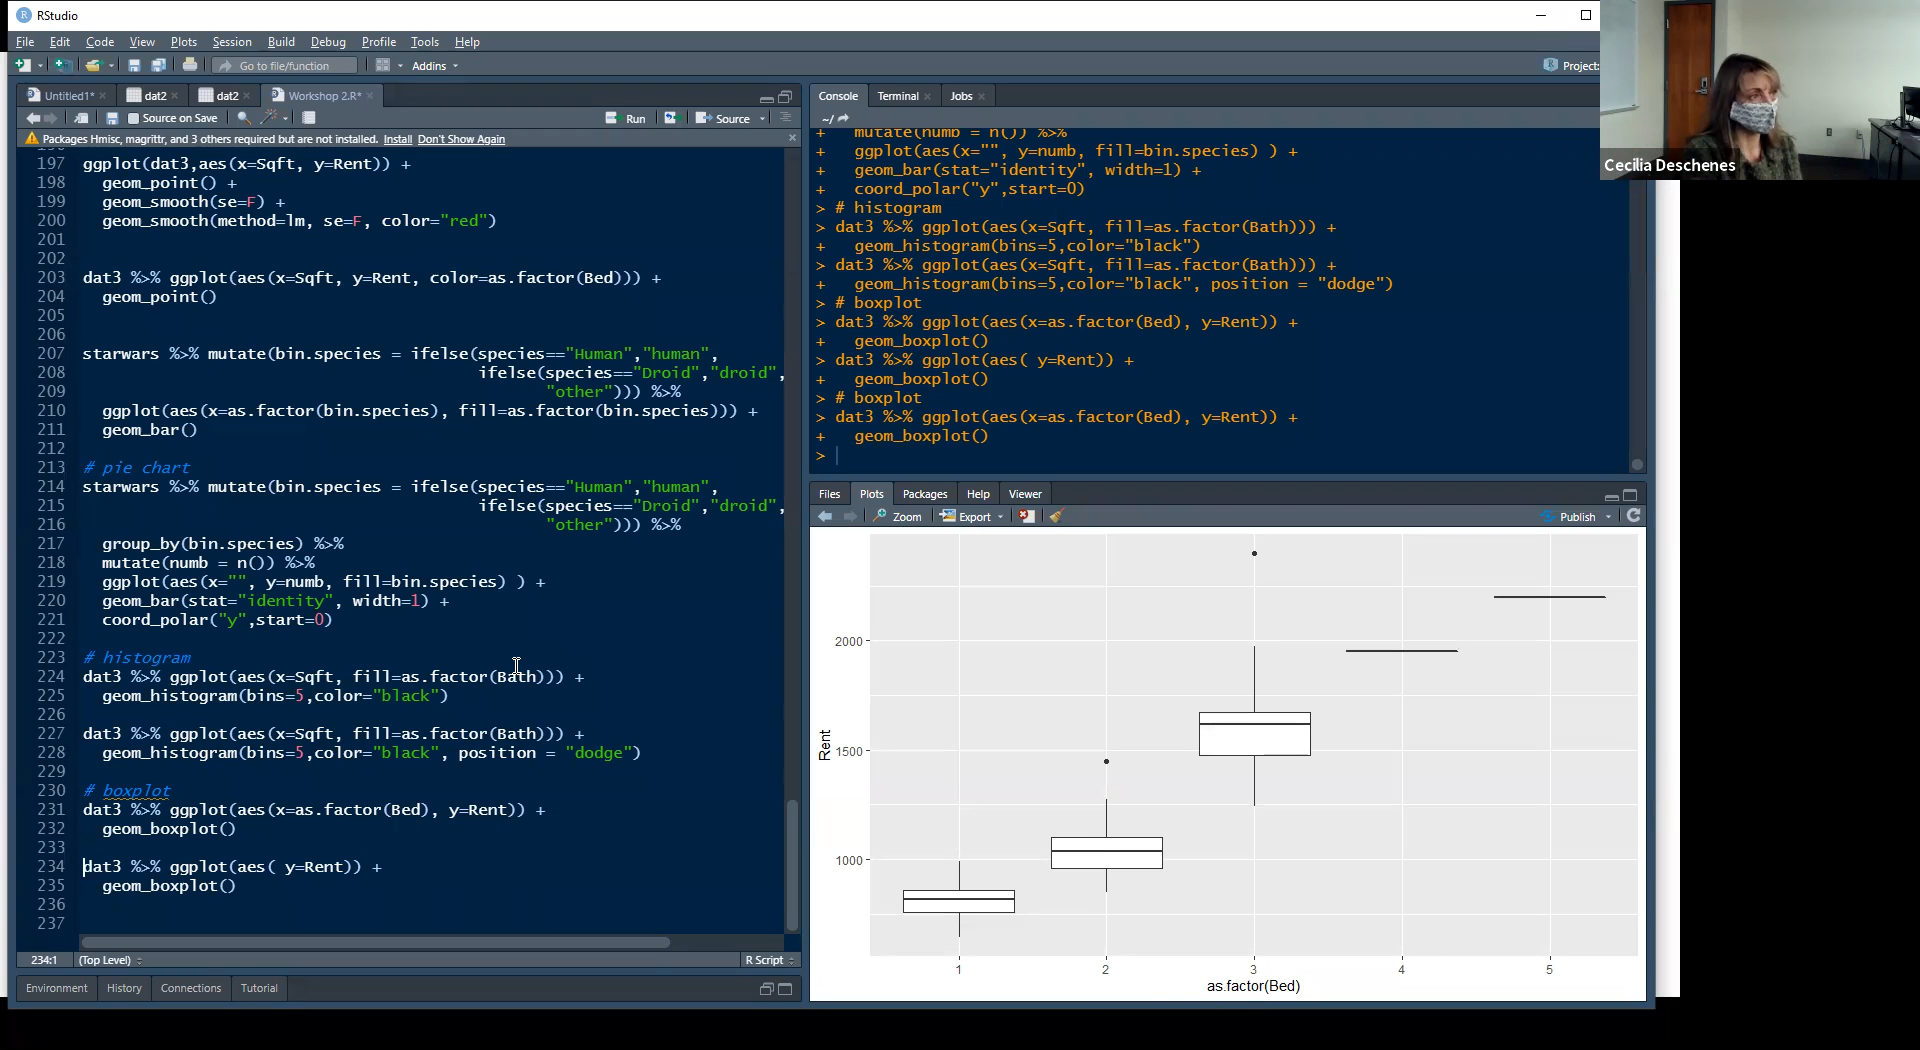 RStudio
File Edit Code View Plots Session Build Debug Profile Tools Help
Go to file/function Addins Project:
Untitled1* dat2 dat2 Workshop 2.R*
Source on Save Run Source
Packages Hmisc, magrittr, and 3 others required but are not installed. Install Don't Show Again
197 ggplot(dat3,aes(x=Sqft, y=Rent)) +
198 geom_point() +
199 geom_smooth(se=F) +
200 geom_smooth(method=lm, se=F, color="red")
201
202
203 dat3 %>% ggplot(aes(x=Sqft, y=Rent, color=as.factor(Bed))) +
204 geom_point()
205
206
207 starwars %>% mutate(bin.species = ifelse(species=="Human","human",
208 ifelse(species=="Droid","droid",
209 "other"))) %>%
210 ggplot(aes(x=as.factor(bin.species), fill=as.factor(bin.species))) +
211 geom_bar()
212
213 # pie chart
214 starwars %>% mutate(bin.species = ifelse(species=="Human","human",
215 ifelse(species=="Droid","droid",
216 "other"))) %>%
217 group_by(bin.species) %>%
218 mutate(numb = n()) %>%
219 ggplot(aes(x="", y=numb, fill=bin.species) ) +
220 geom_bar(stat="identity", width=1) +
221 coord_polar("y",start=0)
222
223 # histogram
224 dat3 %>% ggplot(aes(x=Sqft, fill=as.factor(Bath))) +
225 geom_histogram(bins=5,color="black")
226
227 dat3 %>% ggplot(aes(x=Sqft, fill=as.factor(Bath))) +
228 geom_histogram(bins=5,color="black", position = "dodge")
229
230 # boxplot
231 dat3 %>% ggplot(aes(x=as.factor(Bed), y=Rent)) +
232 geom_boxplot()
233
234 dat3 %>% ggplot(aes( y=Rent)) +
235 geom_boxplot()
236
237
234:1 (Top Level) R Script
Environment History Connections Tutorial
Console Terminal Jobs
~/
+ mutate(numb = n()) %>%
+ ggplot(aes(x="", y=numb, fill=bin.species) ) +
+ geom_bar(stat="identity", width=1) +
+ coord_polar("y",start=0)
> # histogram
> dat3 %>% ggplot(aes(x=Sqft, fill=as.factor(Bath))) +
+ geom_histogram(bins=5,color="black")
> dat3 %>% ggplot(aes(x=Sqft, fill=as.factor(Bath))) +
+ geom_histogram(bins=5,color="black", position = "dodge")
> # boxplot
> dat3 %>% ggplot(aes(x=as.factor(Bed), y=Rent)) +
+ geom_boxplot()
> dat3 %>% ggplot(aes( y=Rent)) +
+ geom_boxplot()
> # boxplot
> dat3 %>% ggplot(aes(x=as.factor(Bed), y=Rent)) +
+ geom_boxplot()
>
Files Plots Packages Help Viewer
Zoom Export Publish
2000
1500
1000
Rent
1 2 3 4 5
as.factor(Bed)
Cecilia Deschenes